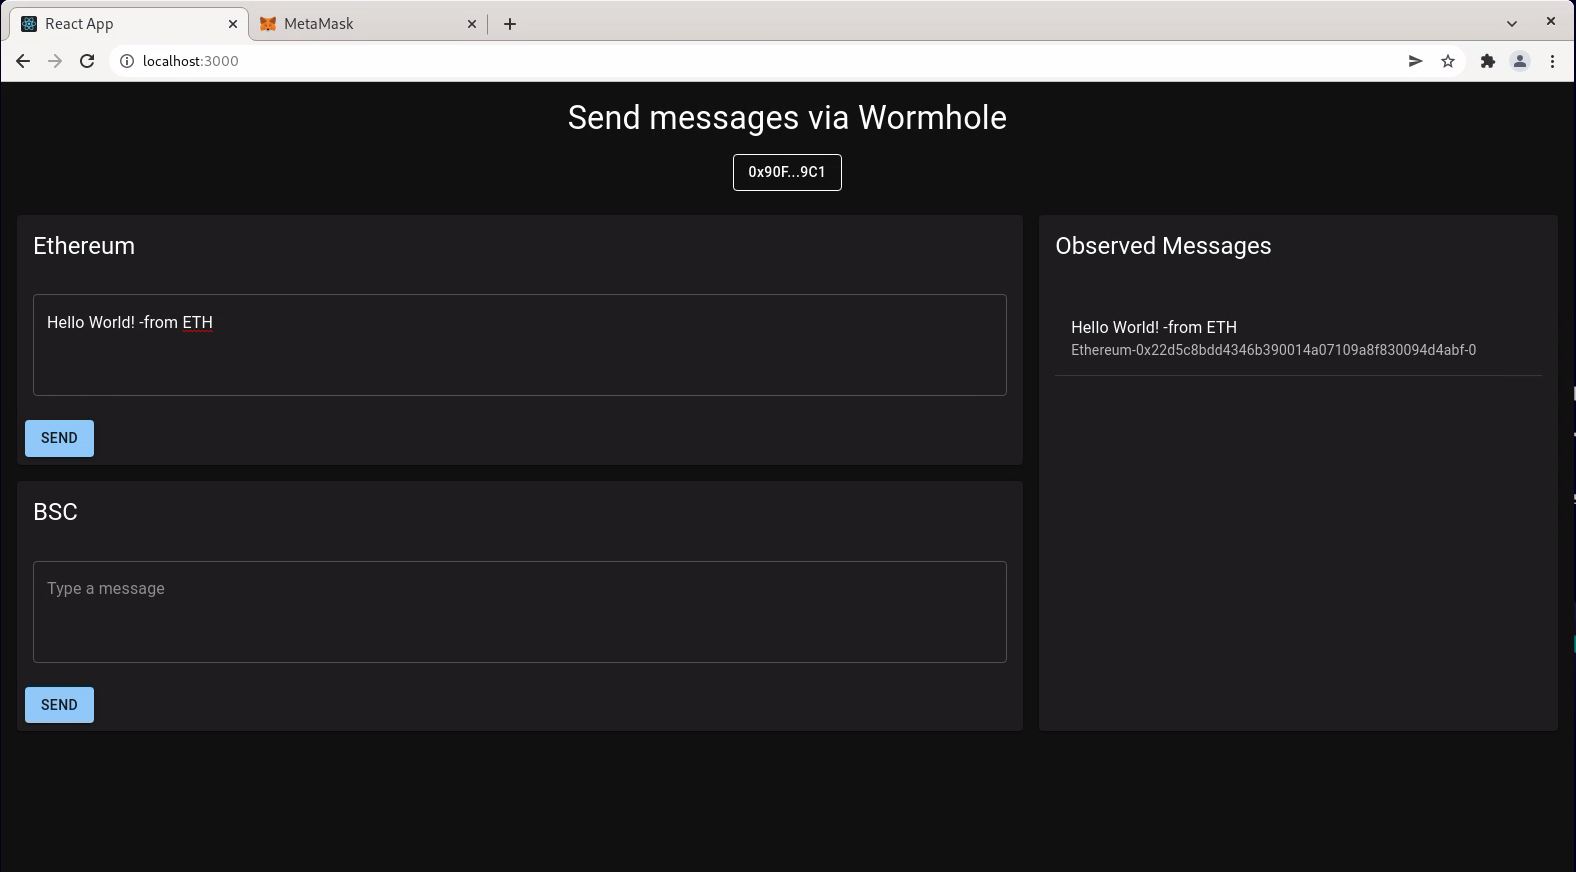 React App
MetaMask
localhost:3000
Send messages via Wormhole
0x90F...9C1
Ethereum
Hello World! -from ETH
SEND
BSC
Type a message
SEND
Observed Messages
Hello World! -from ETH
Ethereum-0x22d5c8bdd4346b390014a07109a8f830094d4abf-0